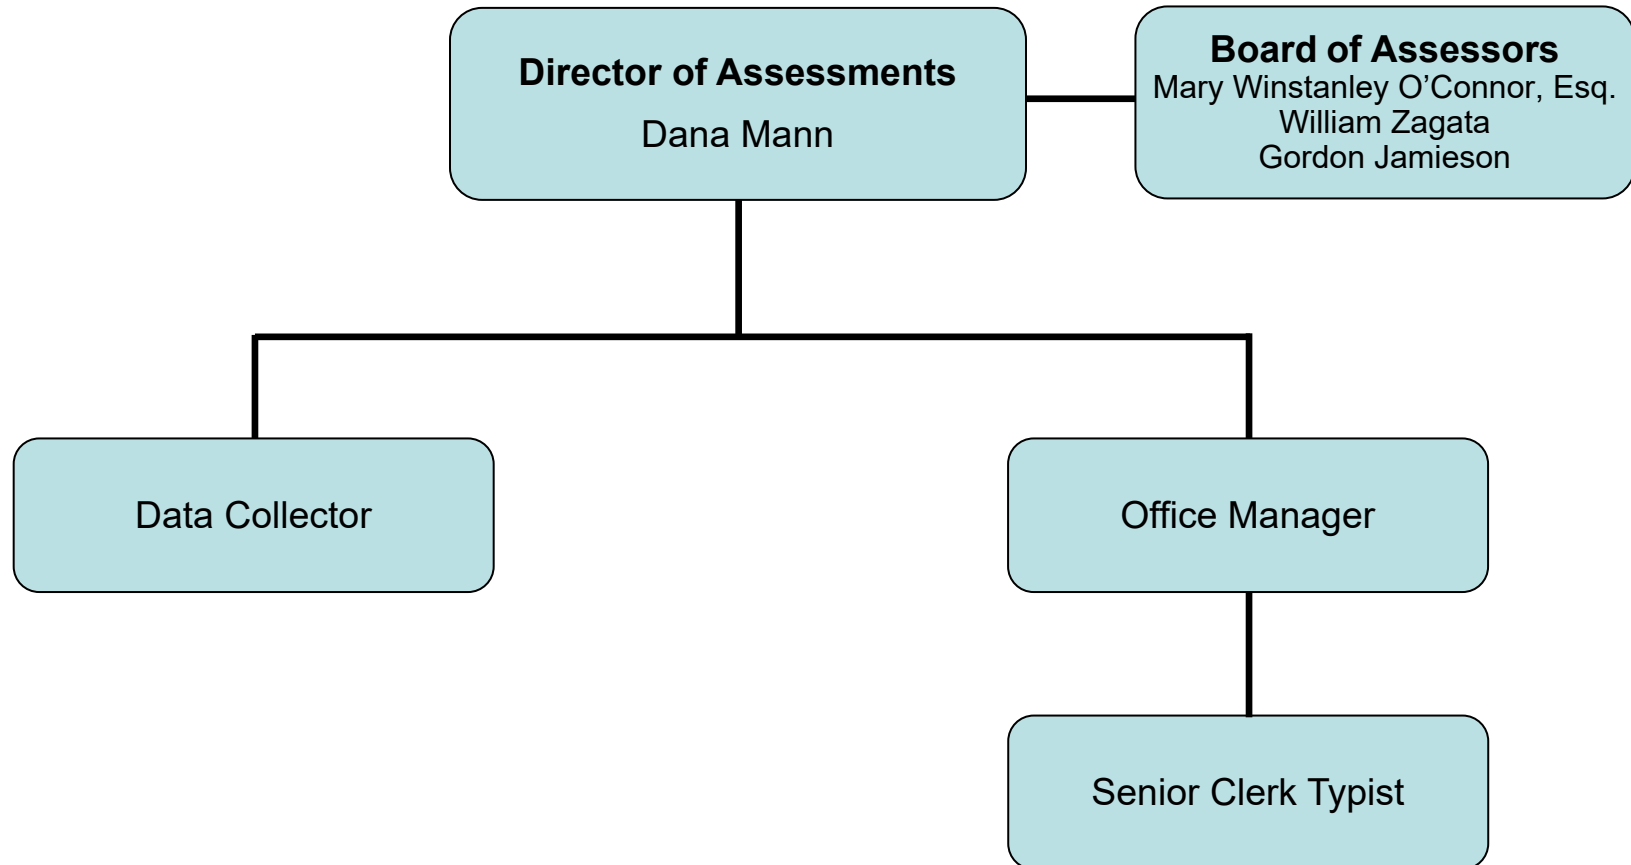 Director of Assessments
Dana Mann
Board of Assessors
Mary Winstanley O’Connor, Esq.
William Zagata
Gordon Jamieson
Data Collector
Office Manager
Senior Clerk Typist